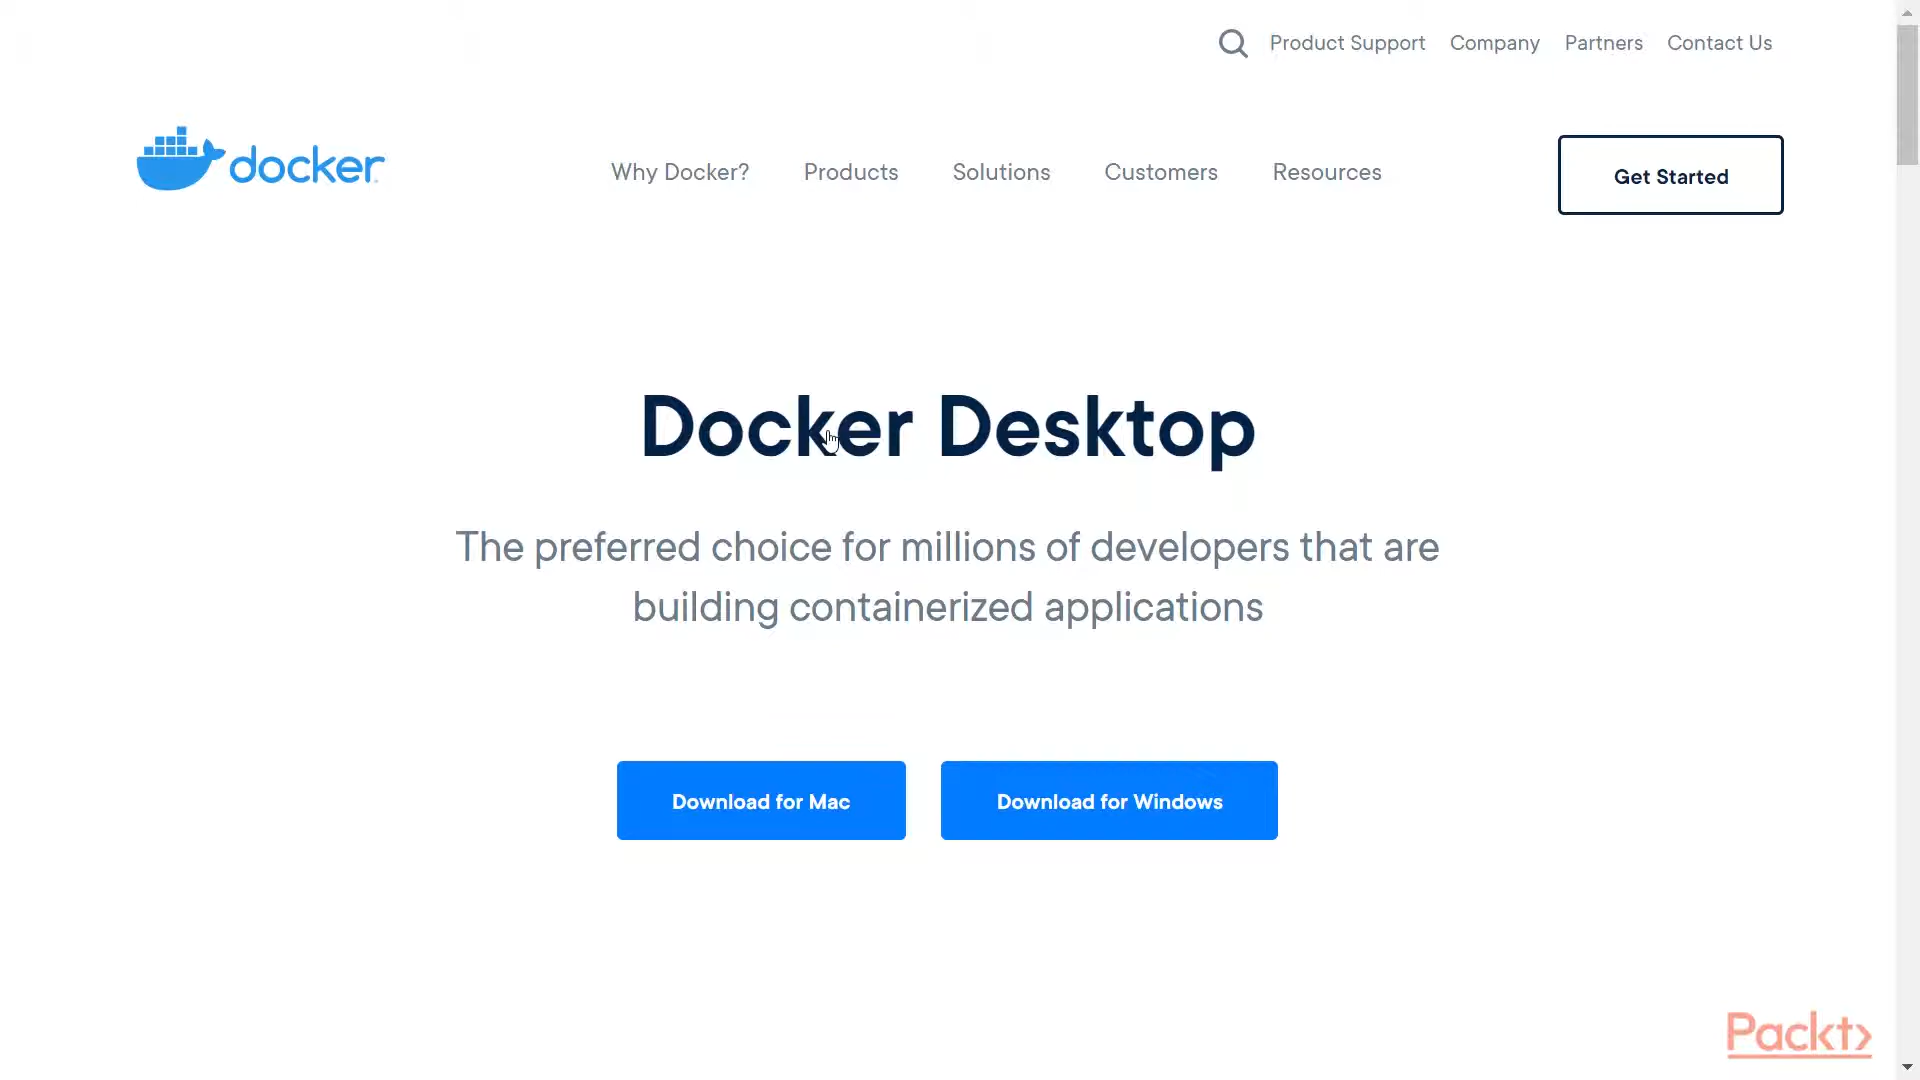 Product Support Company Partners Contact Us
docker
Why Docker? Products Solutions Customers Resources
Get Started
Docker Desktop
The preferred choice for millions of developers that are
building containerized applications
Download for Mac Download for Windows
Packt>